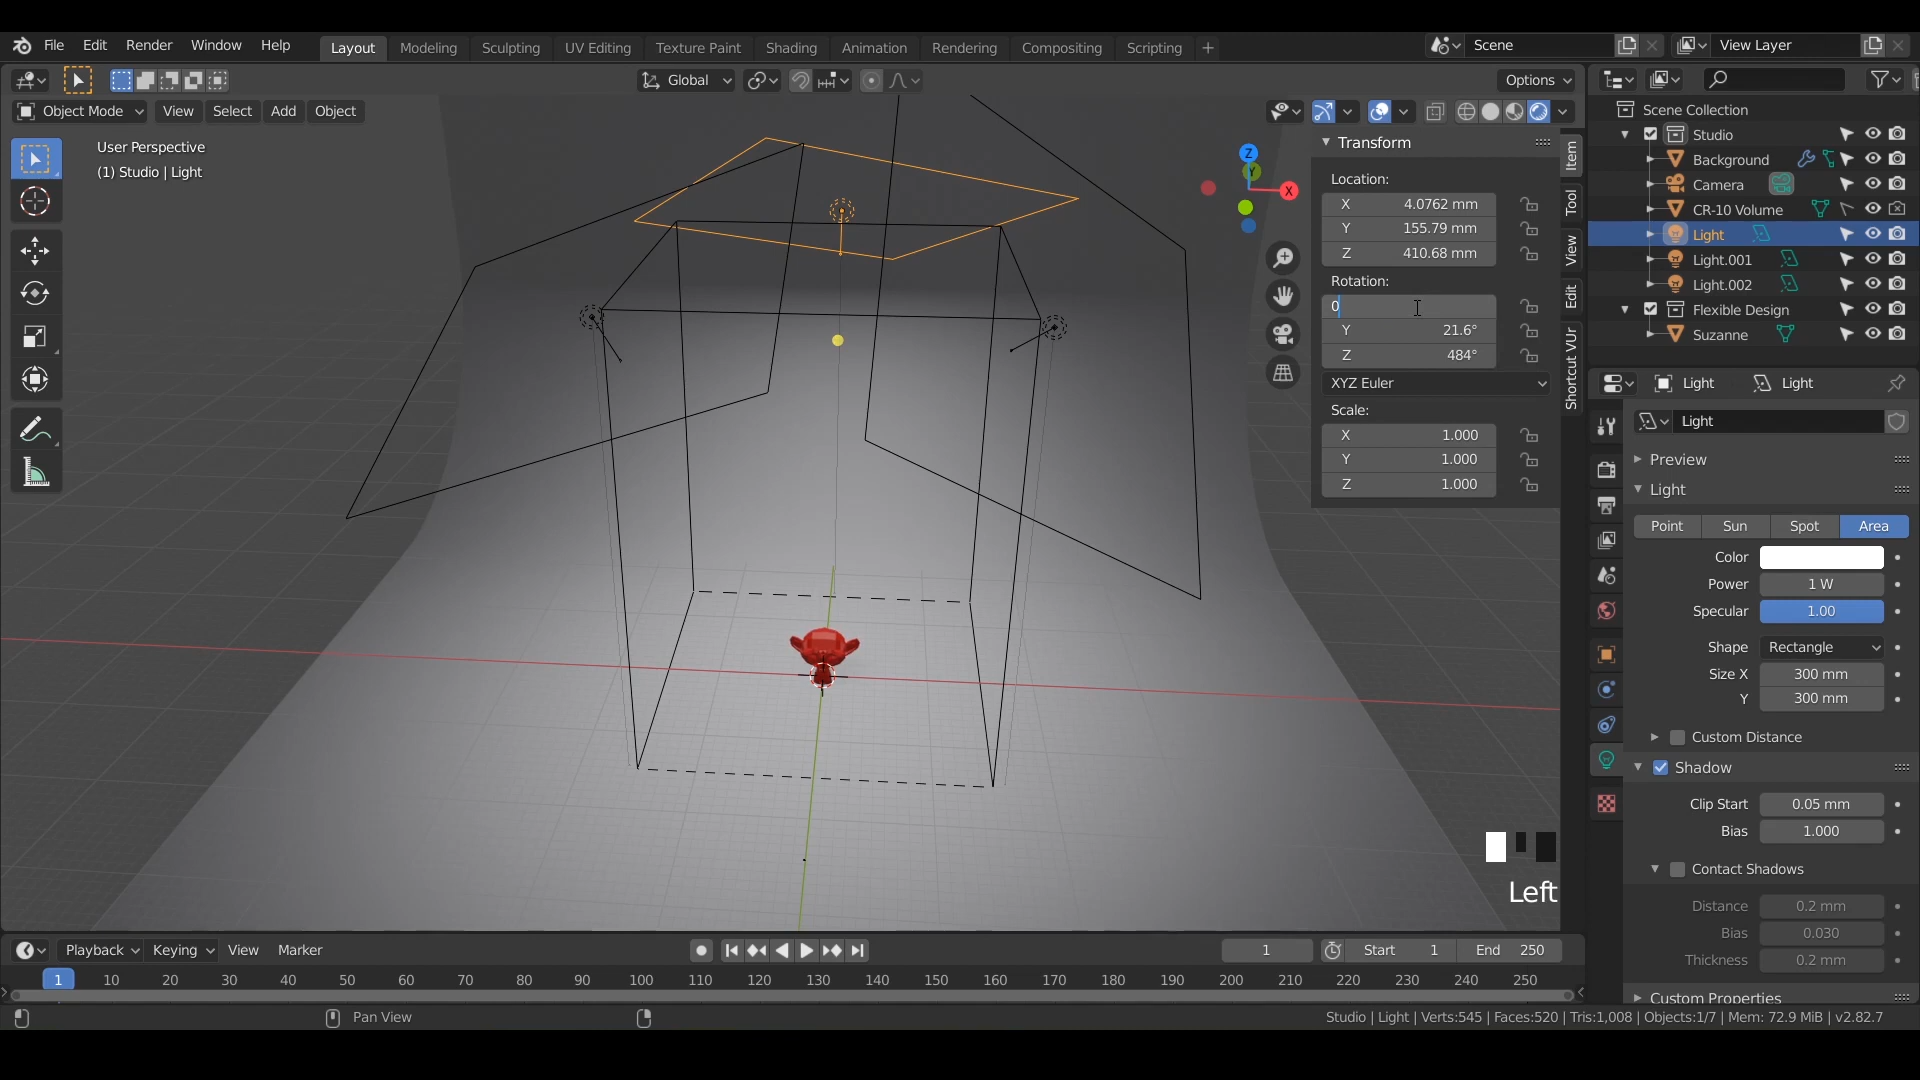 File Edit Render Window Help Layout Modeling Sculpting UV Editing Texture Paint Shading Animation Rendering Compositing Scripting + Scene View Layer
Global Options
Object Mode View Select Add Object
User Perspective
(1) Studio | Light
Z
Y
X
Transform
Location:
X 4.0762 mm
Y 155.79 mm
Z 410.68 mm
Rotation:
0
Y 21.6°
Z 484°
XYZ Euler
Scale:
X 1.000
Y 1.000
Z 1.000
Item
Tool
View
Edit
Shortcut VUr
Scene Collection
Studio
Background
Camera
CR-10 Volume
Light
Light.001
Light.002
Flexible Design
Suzanne
Light Light
Light
Preview
Light
Point Sun Spot Area
Color
Power 1 W
Specular 1.00
Shape Rectangle
Size X 300 mm
Y 300 mm
Custom Distance
Shadow
Clip Start 0.05 mm
Bias 1.000
Contact Shadows
Distance 0.2 mm
Bias 0.030
Thickness 0.2 mm
Custom Properties
Left
Playback Keying View Marker 1 Start 1 End 250
1 10 20 30 40 50 60 70 80 90 100 110 120 130 140 150 160 170 180 190 200 210 220 230 240 250
Pan View Studio | Light | Verts:545 | Faces:520 | Tris:1,008 | Objects:1/7 | Mem: 72.9 MiB | v2.82.7